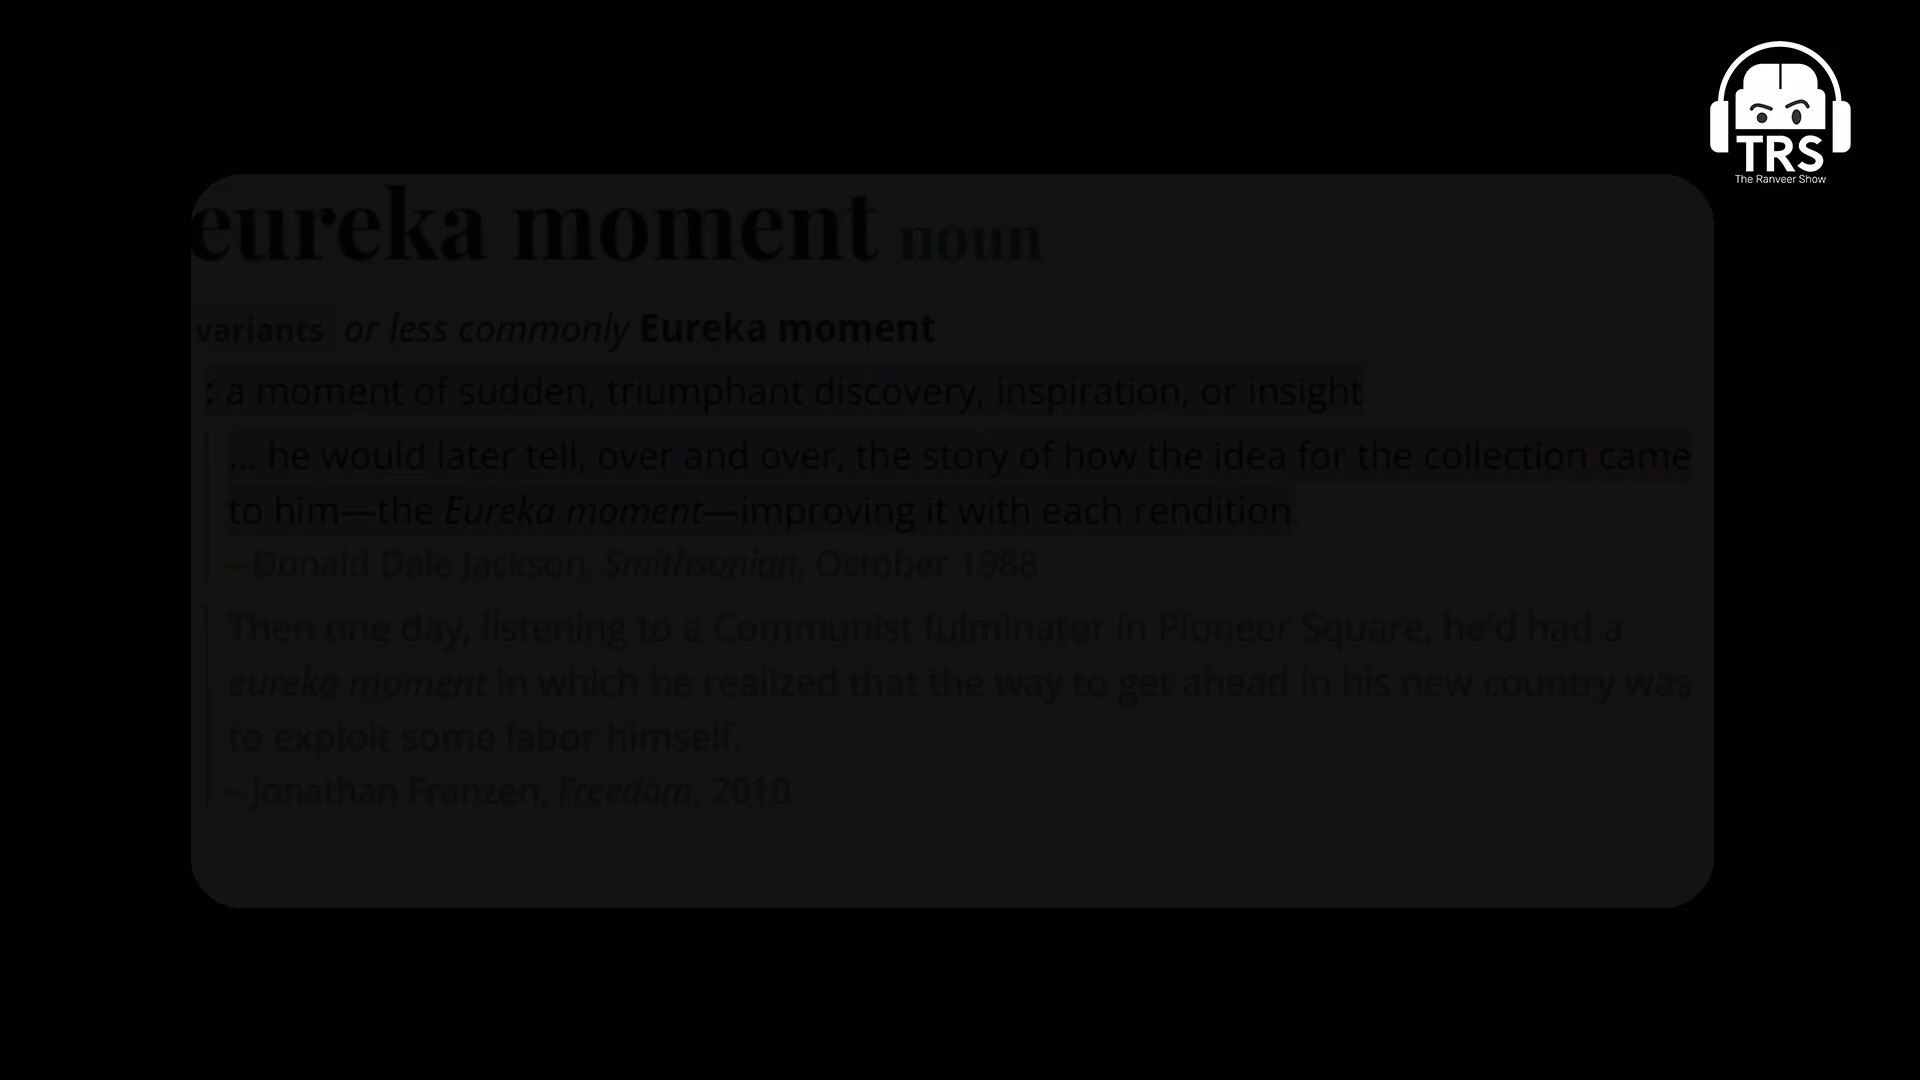 TRS
The Ranveer Show
eureka moment noun
variants or less commonly Eureka moment
: a moment of sudden, triumphant discovery, inspiration, or insight
... he would later tell, over and over, the story of how the idea for the collection came
to him—the Eureka moment—improving it with each rendition.
— Donald Dale Jackson, Smithsonian, October 1988
Then one day, listening to a Communist fulminator in Pioneer Square, he'd had a
eureka moment in which he realized that the way to get ahead in his new country was
to exploit some labor himself.
— Jonathan Franzen, Freedom, 2010